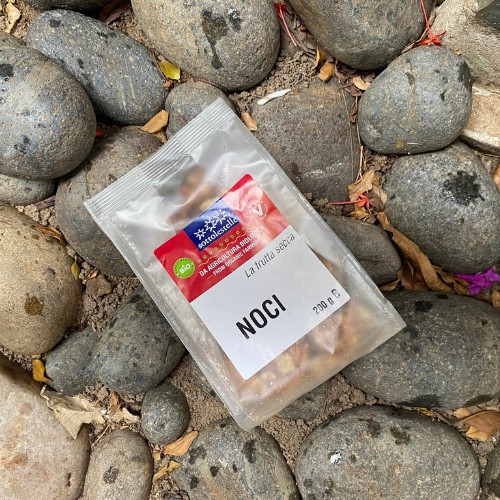 sottolestelle
V
DA AGRICOLTURA BIOLOGICA
FROM ORGANIC FARMING
BIO
La frutta secca
NOCI
200 g ℮